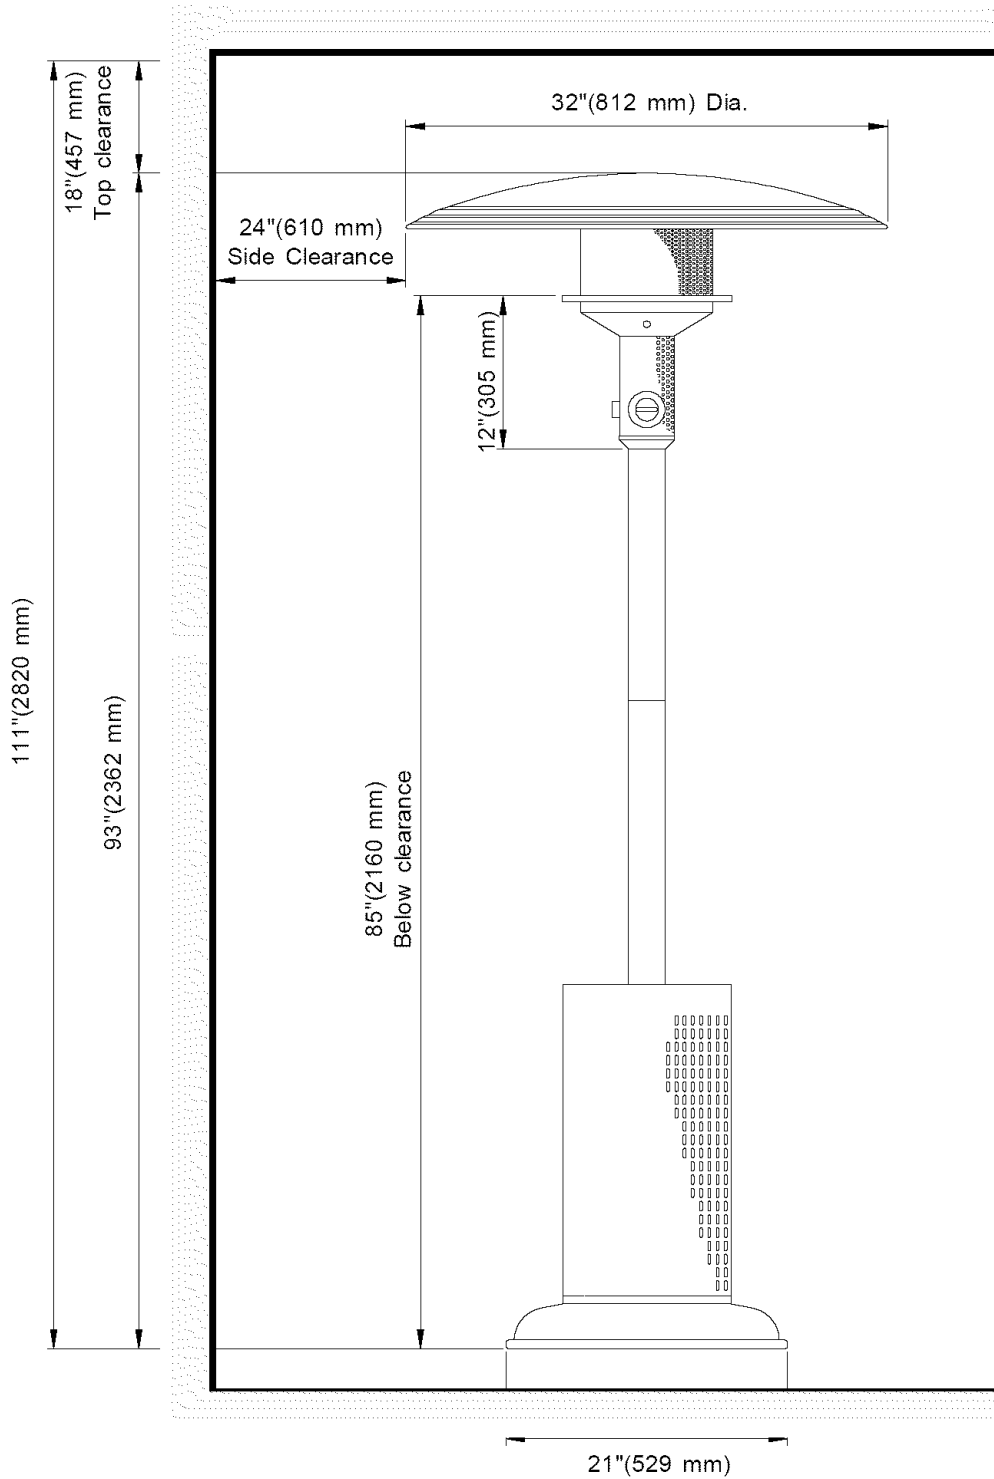 32"(812 mm) Dia.
18"(457 mm)
Top clearance
24"(610 mm)
Side Clearance
12"(305 mm)
111"(2820 mm)
93"(2362 mm)
85"(2160 mm)
Below clearance
21"(529 mm)